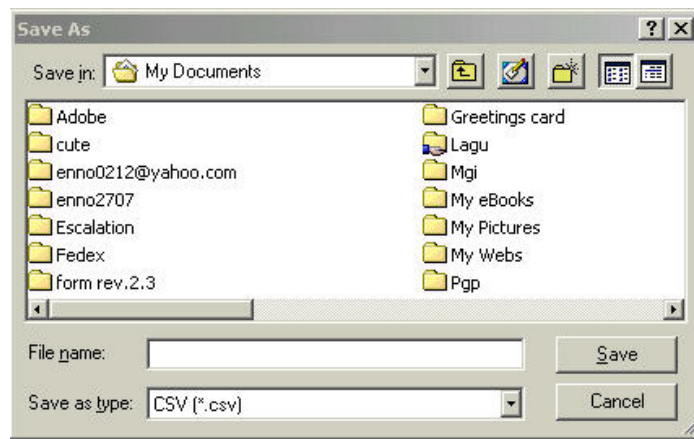 Save As
Save in: My Documents
Adobe
cute
enno0212@yahoo.com
enno2707
Escalation
Fedex
form rev.2.3
Greetings card
Lagu
Mgi
My eBooks
My Pictures
My Webs
Pgp
File name: Save
Save as type: CSV (*.csv) Cancel